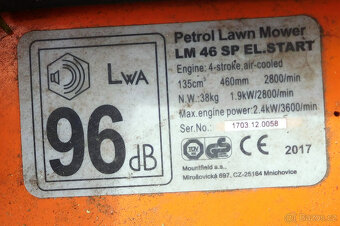 Petrol Lawn Mower
LM 46 SP EL.START
Engine: 4-stroke, air-cooled
135cm³ 460mm 2800/min
N.W.:38kg 1.9kW/2800/min
Max.engine power:2.4kW/3600/min
Ser.No.: 1703 12.0058
LWA
96 dB
GS
CE 2017
Mountfield a.s.
Mirošovická 697, CZ-25164 Mnichovice